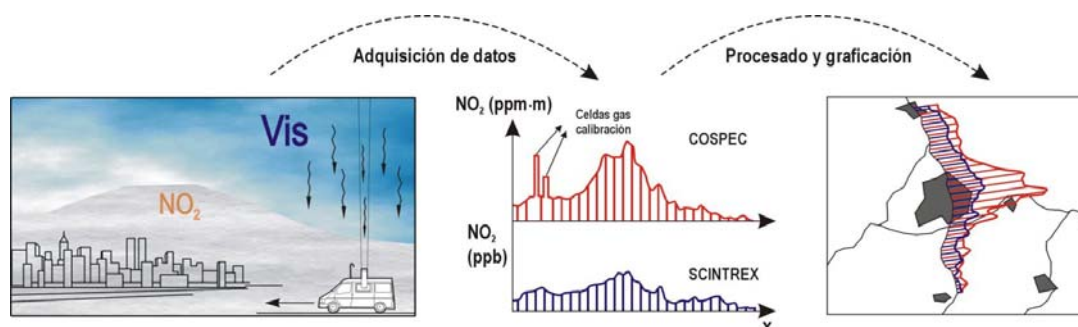 Adquisición de datos
Procesado y graficación
Vis
NO2
NO2 (ppm·m)
Celdas gas
calibración
COSPEC
NO2
(ppb)
SCINTREX
X